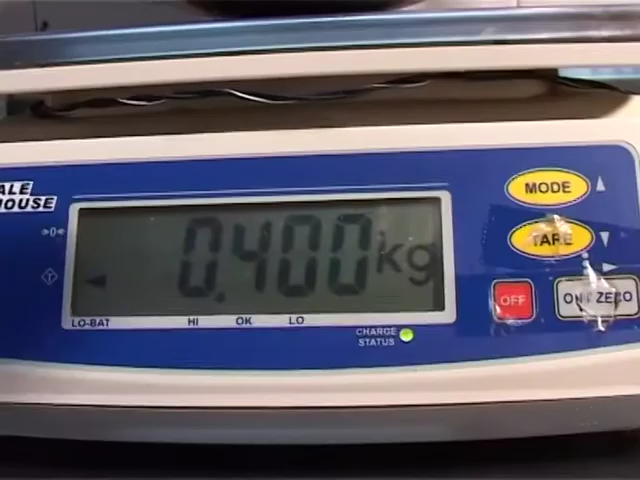 ALE
HOUSE
MODE
TARE
0.400kg
OFF
ON/ZERO
LO-BAT HI OK LO
CHARGE
STATUS